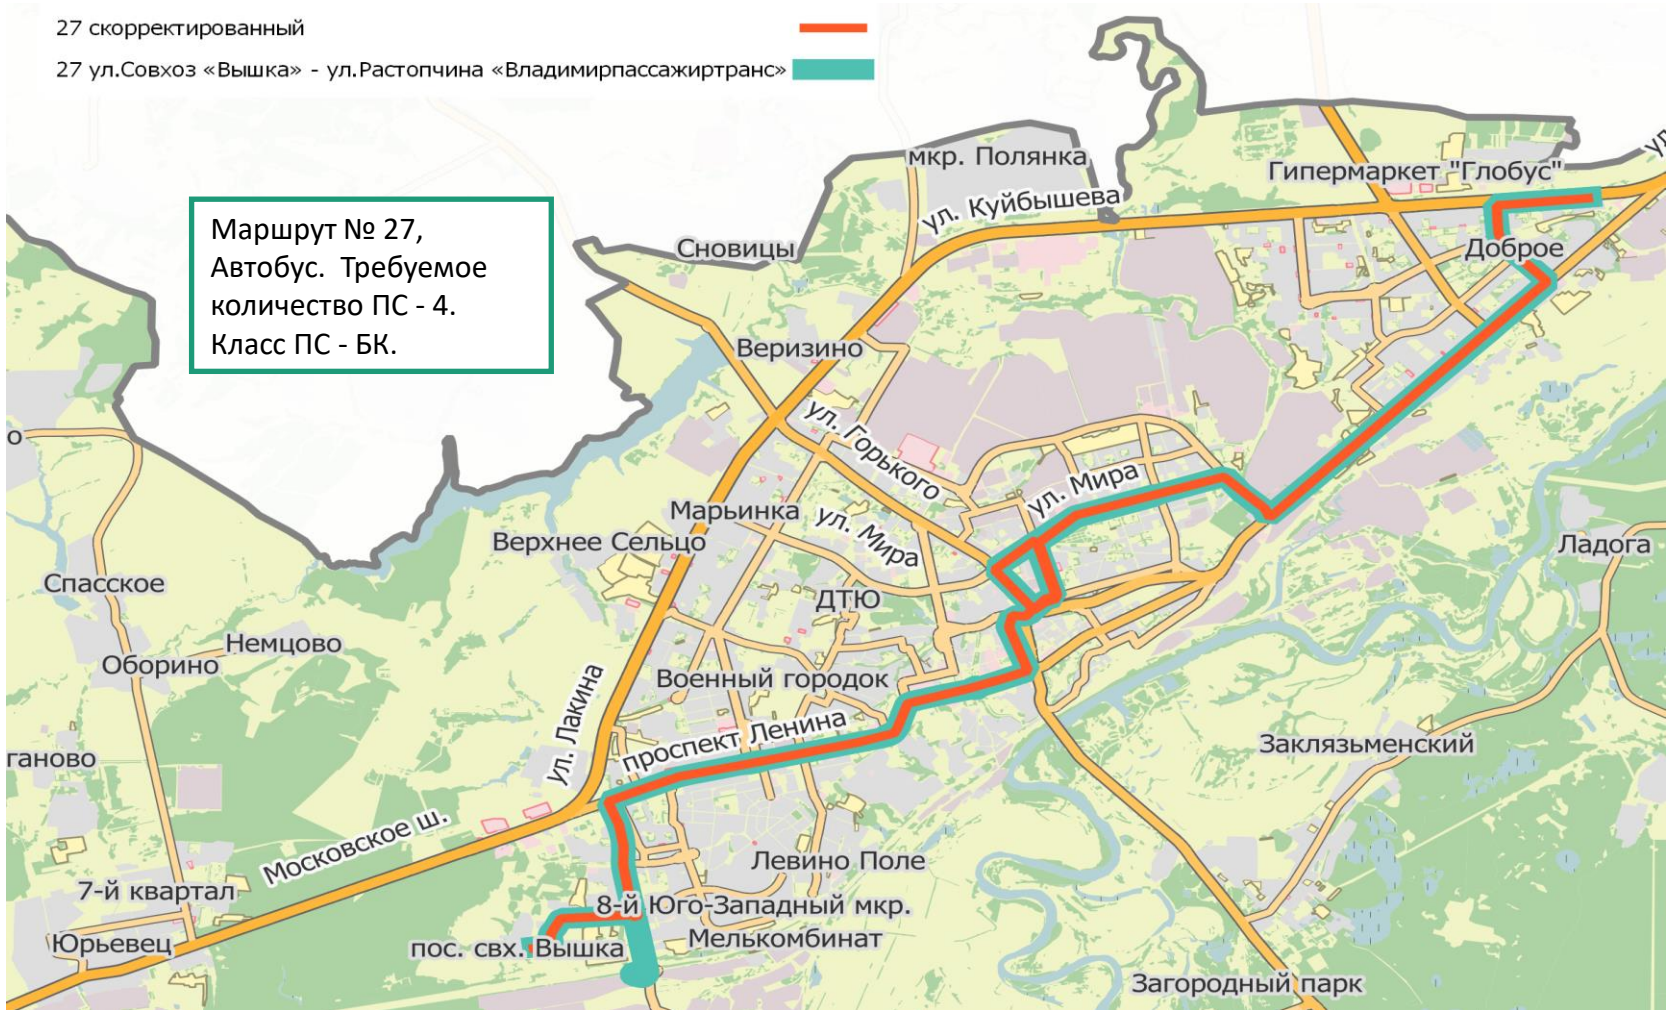 27 скорректированный
27 ул.Совхоз «Вышка» - ул.Растопчина «Владимирпассажиртранс»
Маршрут № 27,
Автобус. Требуемое
количество ПС - 4.
Класс ПС - БК.
мкр. Полянка
ул. Куйбышева
Гипермаркет "Глобус"
Сновицы
Доброе
Веризино
ул. Горького
ул. Мира
Марьинка
ул. Мира
Верхнее Сельцо
Ладога
Спасское
ДТЮ
Немцово
Оборино
Военный городок
ул. Лакина
проспект Ленина
Заклязьменский
ганово
Московское ш.
Левино Поле
7-й квартал
8-й Юго-Западный мкр.
Юрьевец
пос. свх. Вышка
Мелькомбинат
Загородный парк